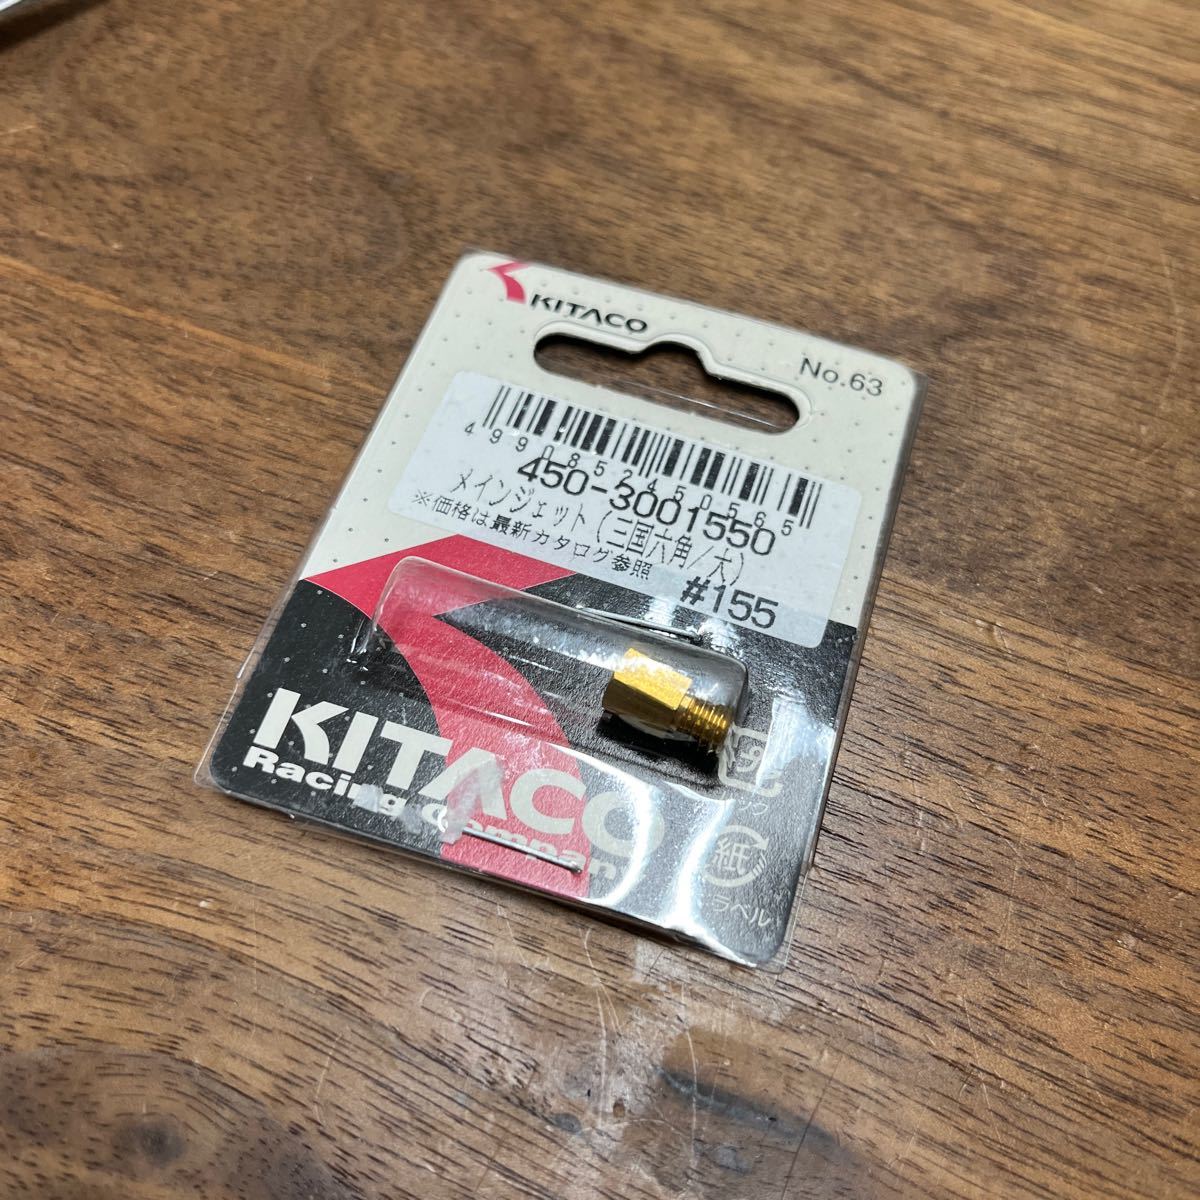 KITACO
No.63
4990852450565
450-3001550
メインジェット(三国六角/大)
※価格は最新カタログ参照
#155
KITACO
Racing Company
紙
ラベル